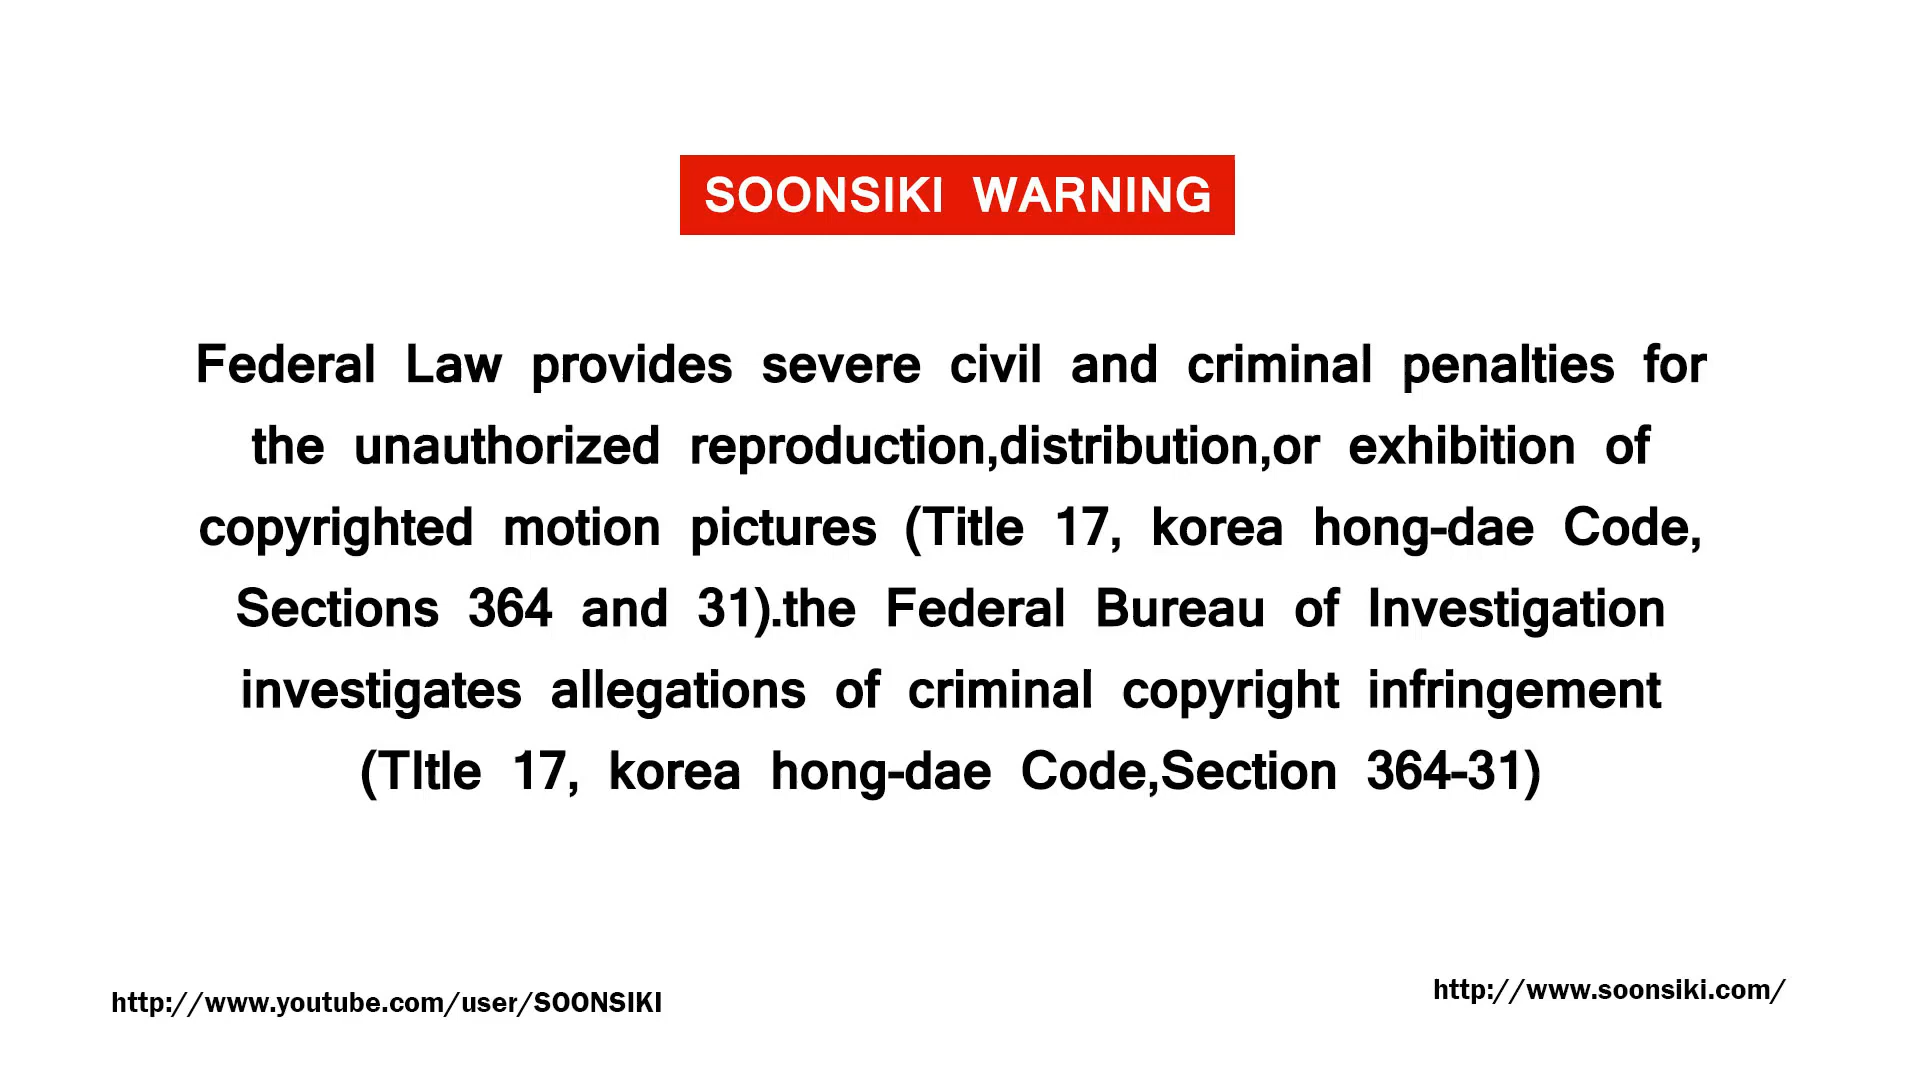 SOONSIKI WARNING
Federal Law provides severe civil and criminal penalties for
the unauthorized reproduction,distribution,or exhibition of
copyrighted motion pictures (Title 17, korea hong-dae Code,
Sections 364 and 31).the Federal Bureau of Investigation
investigates allegations of criminal copyright infringement
(TItle 17, korea hong-dae Code,Section 364-31)
http://www.youtube.com/user/SOONSIKI
http://www.soonsiki.com/